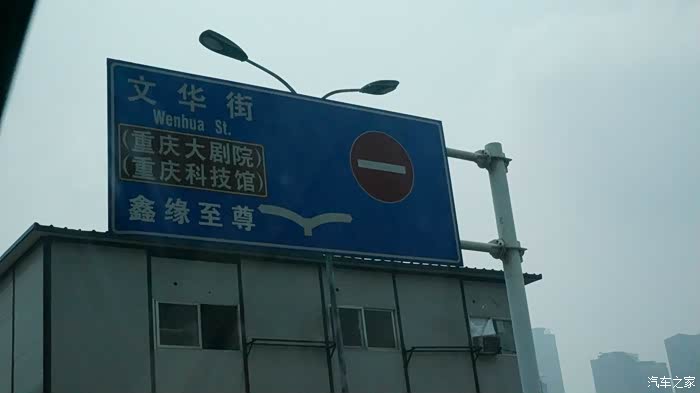 文华街
Wenhua St.
(重庆大剧院)
(重庆科技馆)
鑫缘至尊
汽车之家